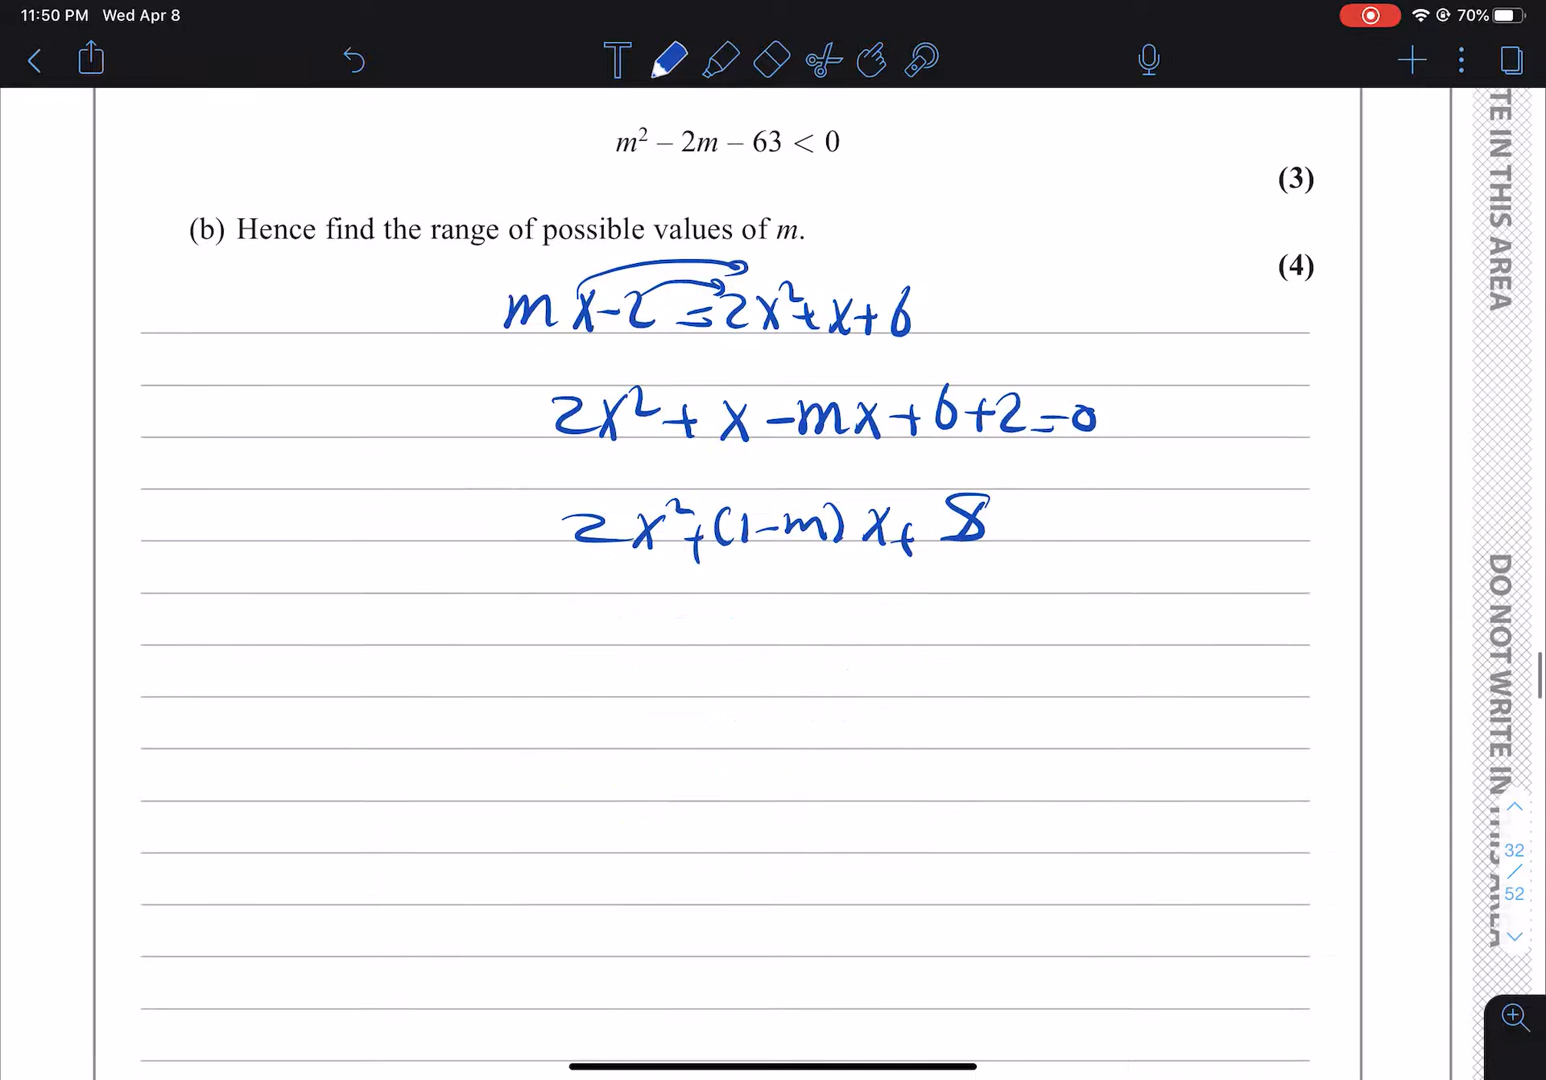 11:50 PM Wed Apr 8
70%
m² – 2m – 63 < 0
(3)
(b) Hence find the range of possible values of m.
(4)
mx-2 = 2x²+x+6
2x²+x-mx+6+2=0
2x²+(1-m)x+8
TE IN THIS AREA
DO NOT WRITE IN THIS AREA
32
52